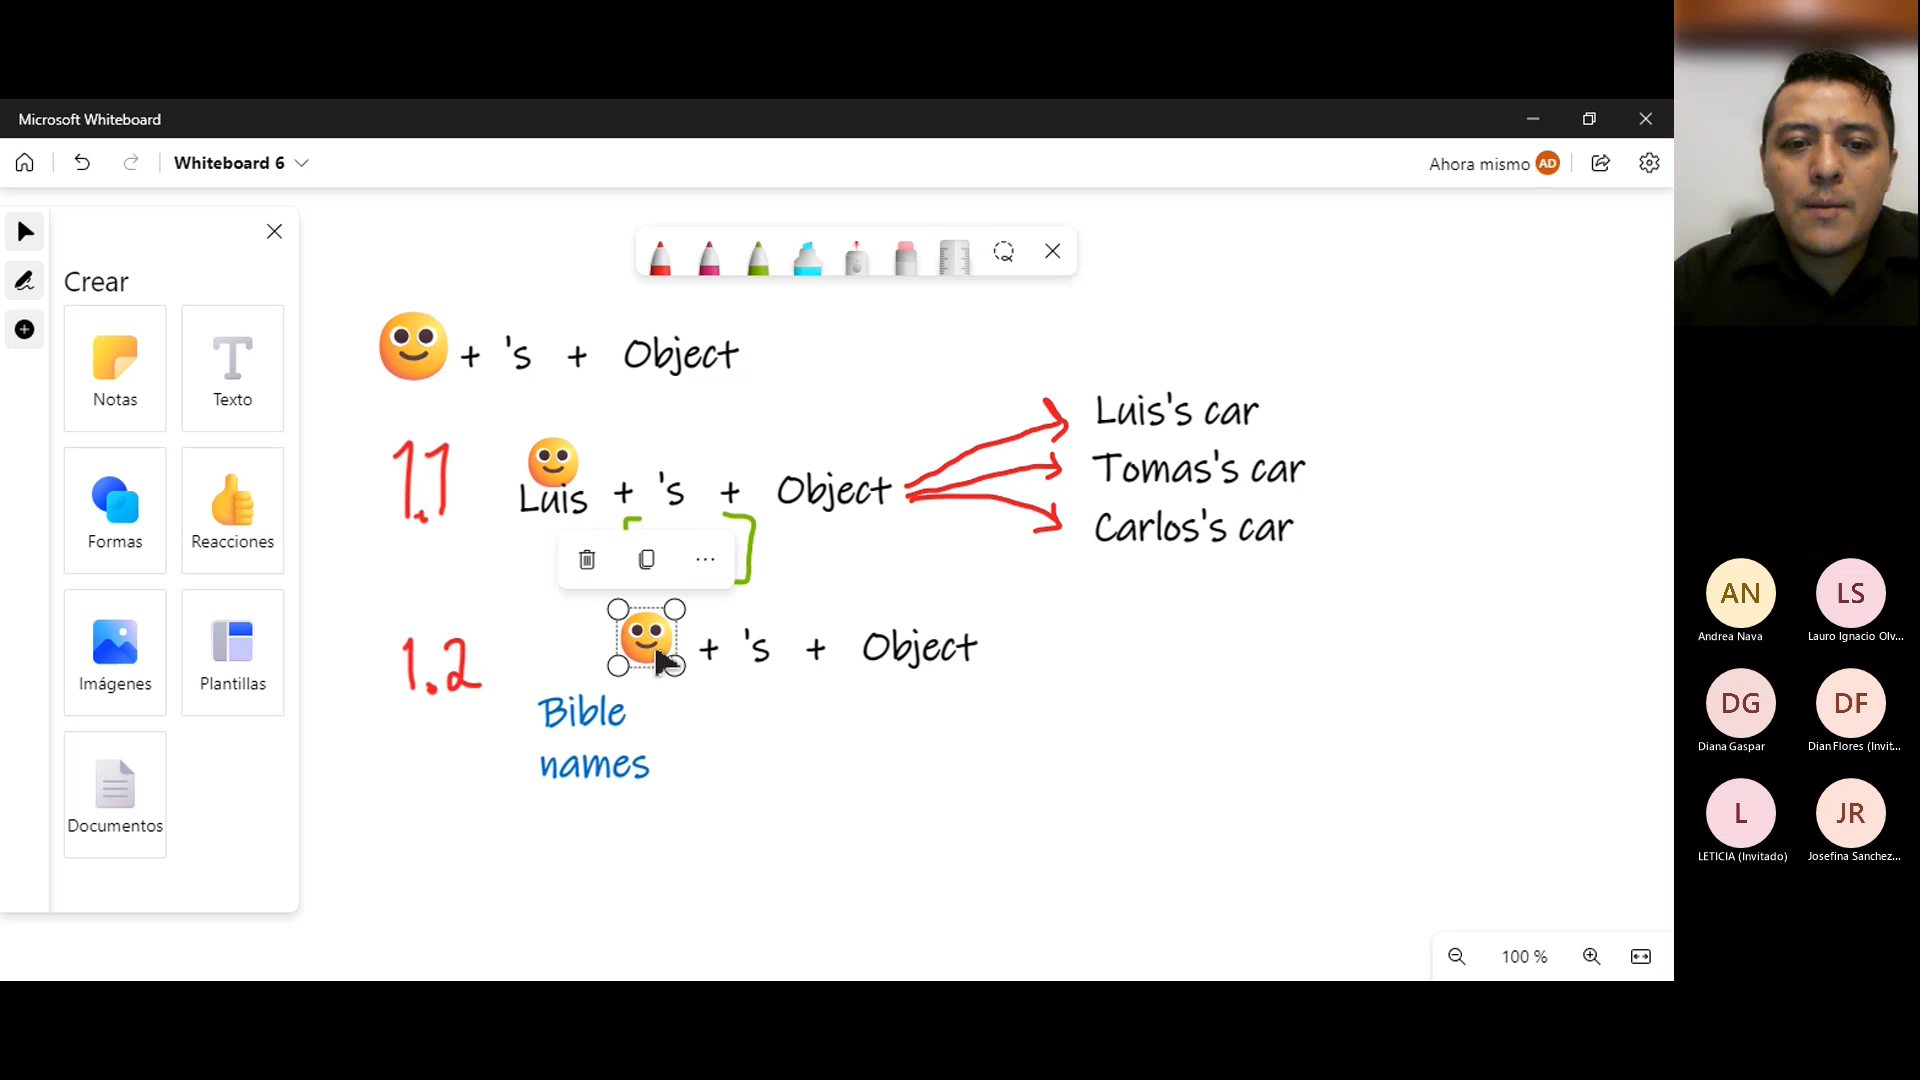 Microsoft Whiteboard
Whiteboard 6
Ahora mismo AD
Crear
Notas
Texto
Formas
Reacciones
Imágenes
Plantillas
Documentos
+ 's + Object
1.1
Luis + 's + Object
Luis's car
Tomas's car
Carlos's car
1.2
+ 's + Object
Bible
names
100 %
AN
Andrea Nava
LS
Lauro Ignacio Olv...
DG
Diana Gaspar
DF
Dian Flores (Invit...
L
LETICIA (Invitado)
JR
Josefina Sanchez...